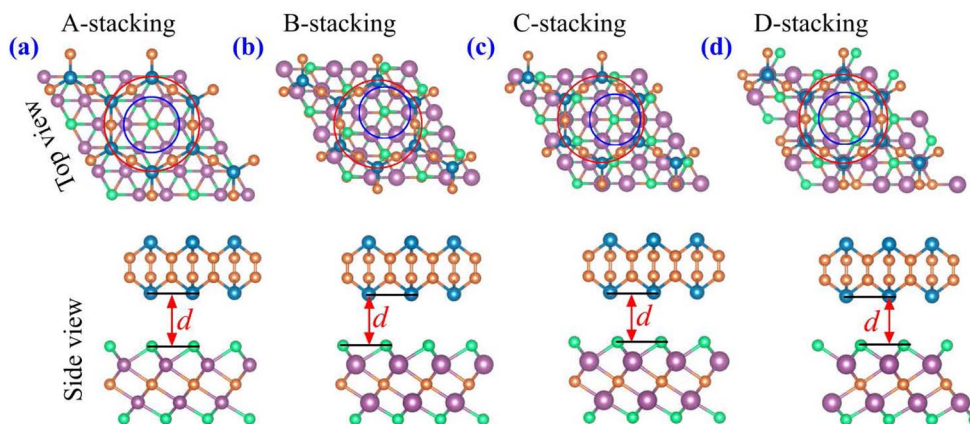 A-stacking B-stacking C-stacking D-stacking
(a) (b) (c) (d)
Top view
Side view
d d d d